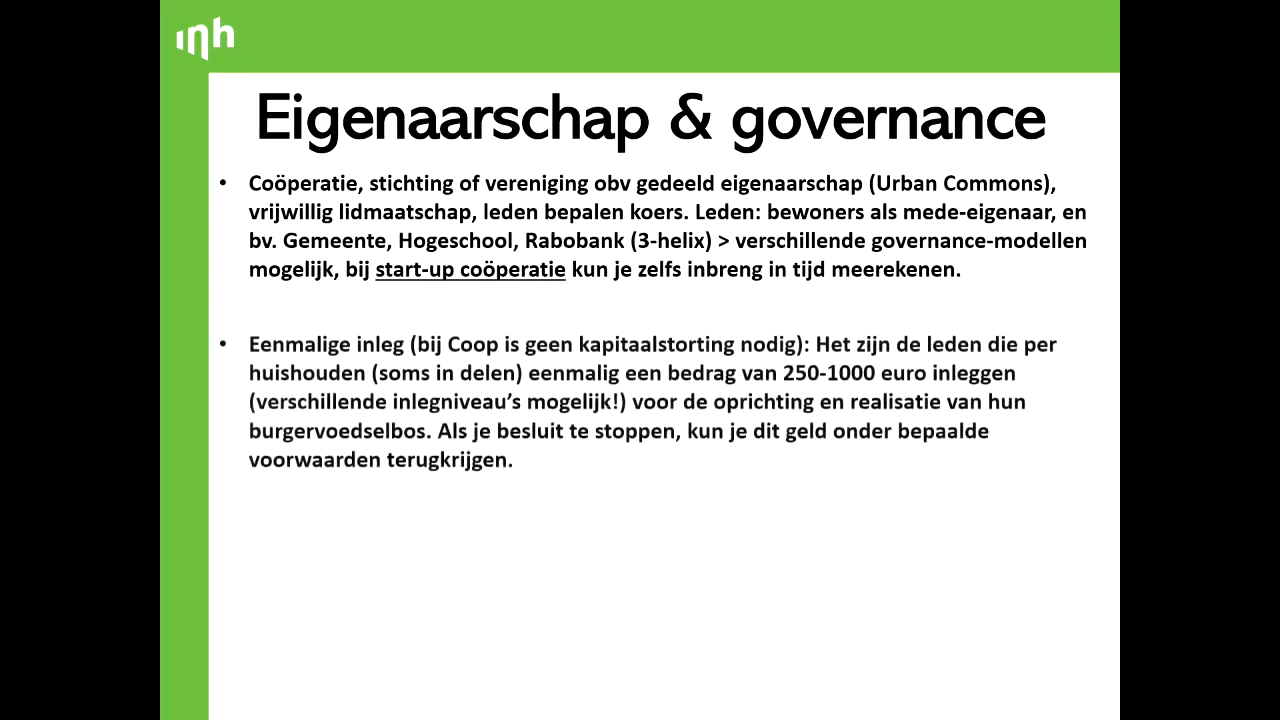 inh
Eigenaarschap & governance
• Coöperatie, stichting of vereniging obv gedeeld eigenaarschap (Urban Commons),
vrijwillig lidmaatschap, leden bepalen koers. Leden: bewoners als mede-eigenaar, en
bv. Gemeente, Hogeschool, Rabobank (3-helix) > verschillende governance-modellen
mogelijk, bij start-up coöperatie kun je zelfs inbreng in tijd meerekenen.
• Eenmalige inleg (bij Coop is geen kapitaalstorting nodig): Het zijn de leden die per
huishouden (soms in delen) eenmalig een bedrag van 250-1000 euro inleggen
(verschillende inlegniveau’s mogelijk!) voor de oprichting en realisatie van hun
burgervoedselbos. Als je besluit te stoppen, kun je dit geld onder bepaalde
voorwaarden terugkrijgen.